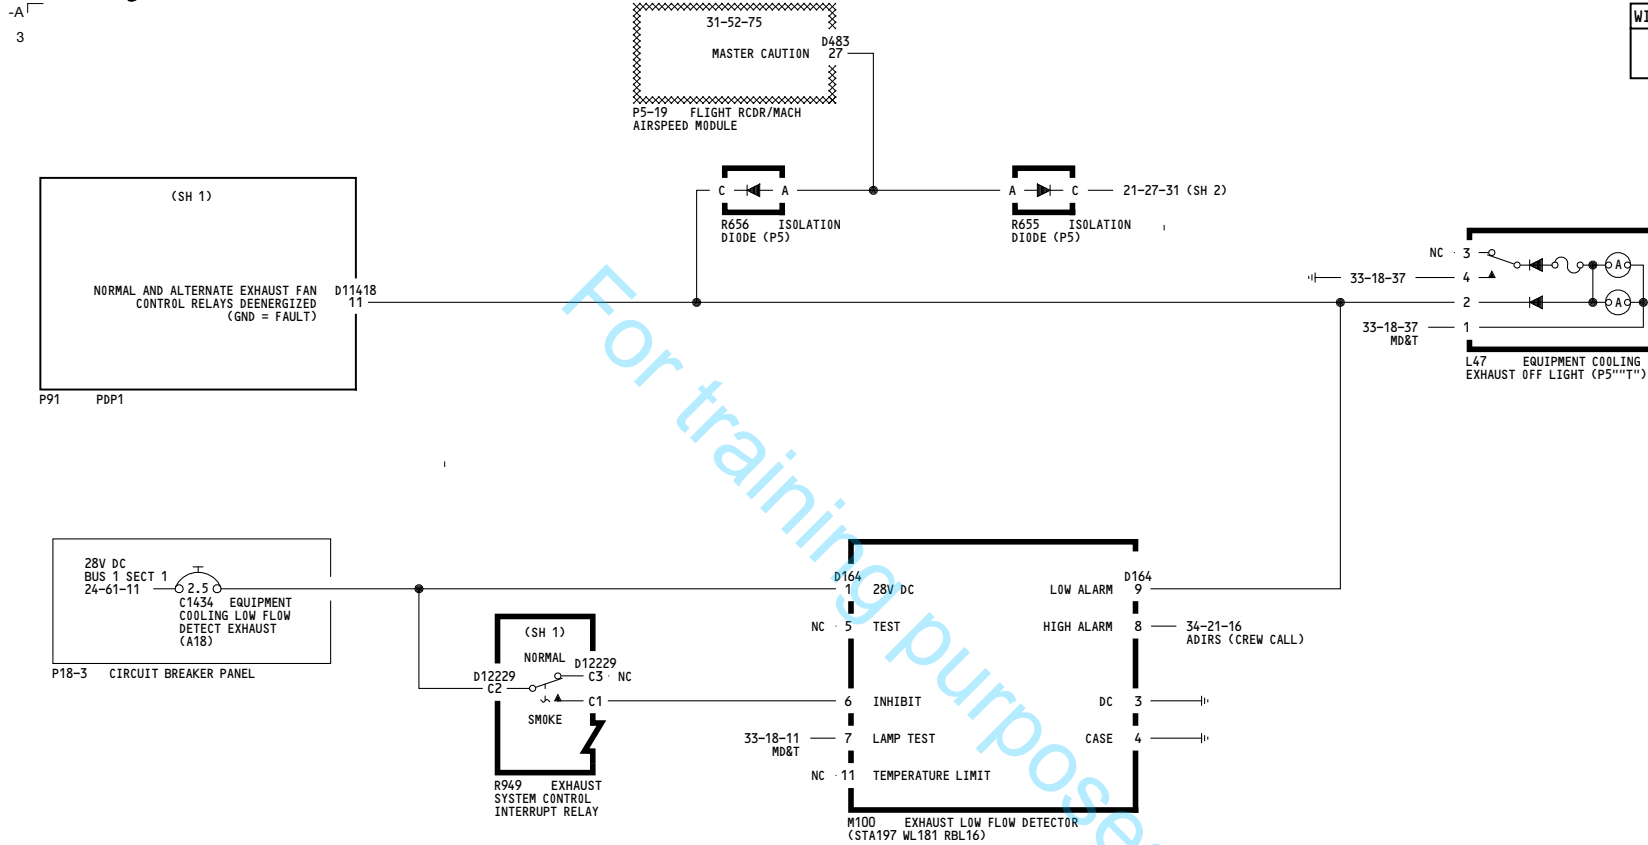 -A
3
31-52-75
MASTER CAUTION
D483
27
P5-19 FLIGHT RCDR/MACH
AIRSPEED MODULE
WI
(SH 1)
NORMAL AND ALTERNATE EXHAUST FAN
CONTROL RELAYS DEENERGIZED
(GND = FAULT)
D11418
11
P91 PDP1
C
A
R656 ISOLATION
DIODE (P5)
A
C
21-27-31 (SH 2)
R655 ISOLATION
DIODE (P5)
NC
3
33-18-37
4
2
33-18-37
MD&T
1
A
A
L47 EQUIPMENT COOLING
EXHAUST OFF LIGHT (P5""T")
28V DC
BUS 1 SECT 1
24-61-11
2.5
C1434 EQUIPMENT
COOLING LOW FLOW
DETECT EXHAUST
(A18)
P18-3 CIRCUIT BREAKER PANEL
(SH 1)
NORMAL
D12229
C3 NC
D12229
C2
C1
SMOKE
R949 EXHAUST
SYSTEM CONTROL
INTERRUPT RELAY
D164
1 28V DC
NC 5 TEST
6 INHIBIT
33-18-11
MD&T
7 LAMP TEST
NC 11 TEMPERATURE LIMIT
D164
LOW ALARM 9
HIGH ALARM 8
34-21-16
ADIRS (CREW CALL)
DC 3
CASE 4
M100 EXHAUST LOW FLOW DETECTOR
(STA197 WL181 RBL16)
For training purposes